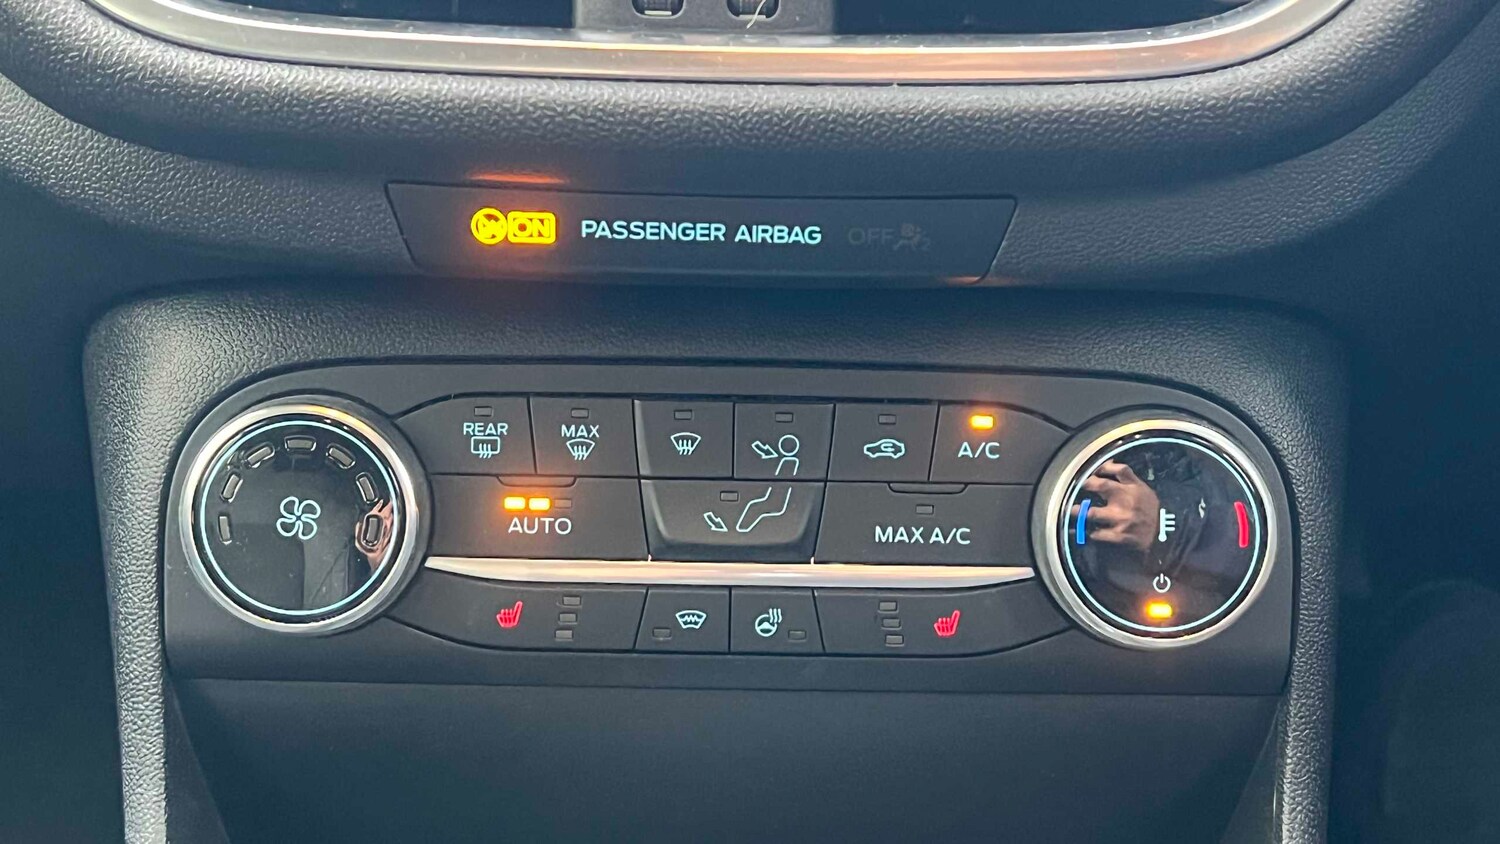 ON PASSENGER AIRBAG OFF
REAR
MAX
A/C
AUTO
MAX A/C